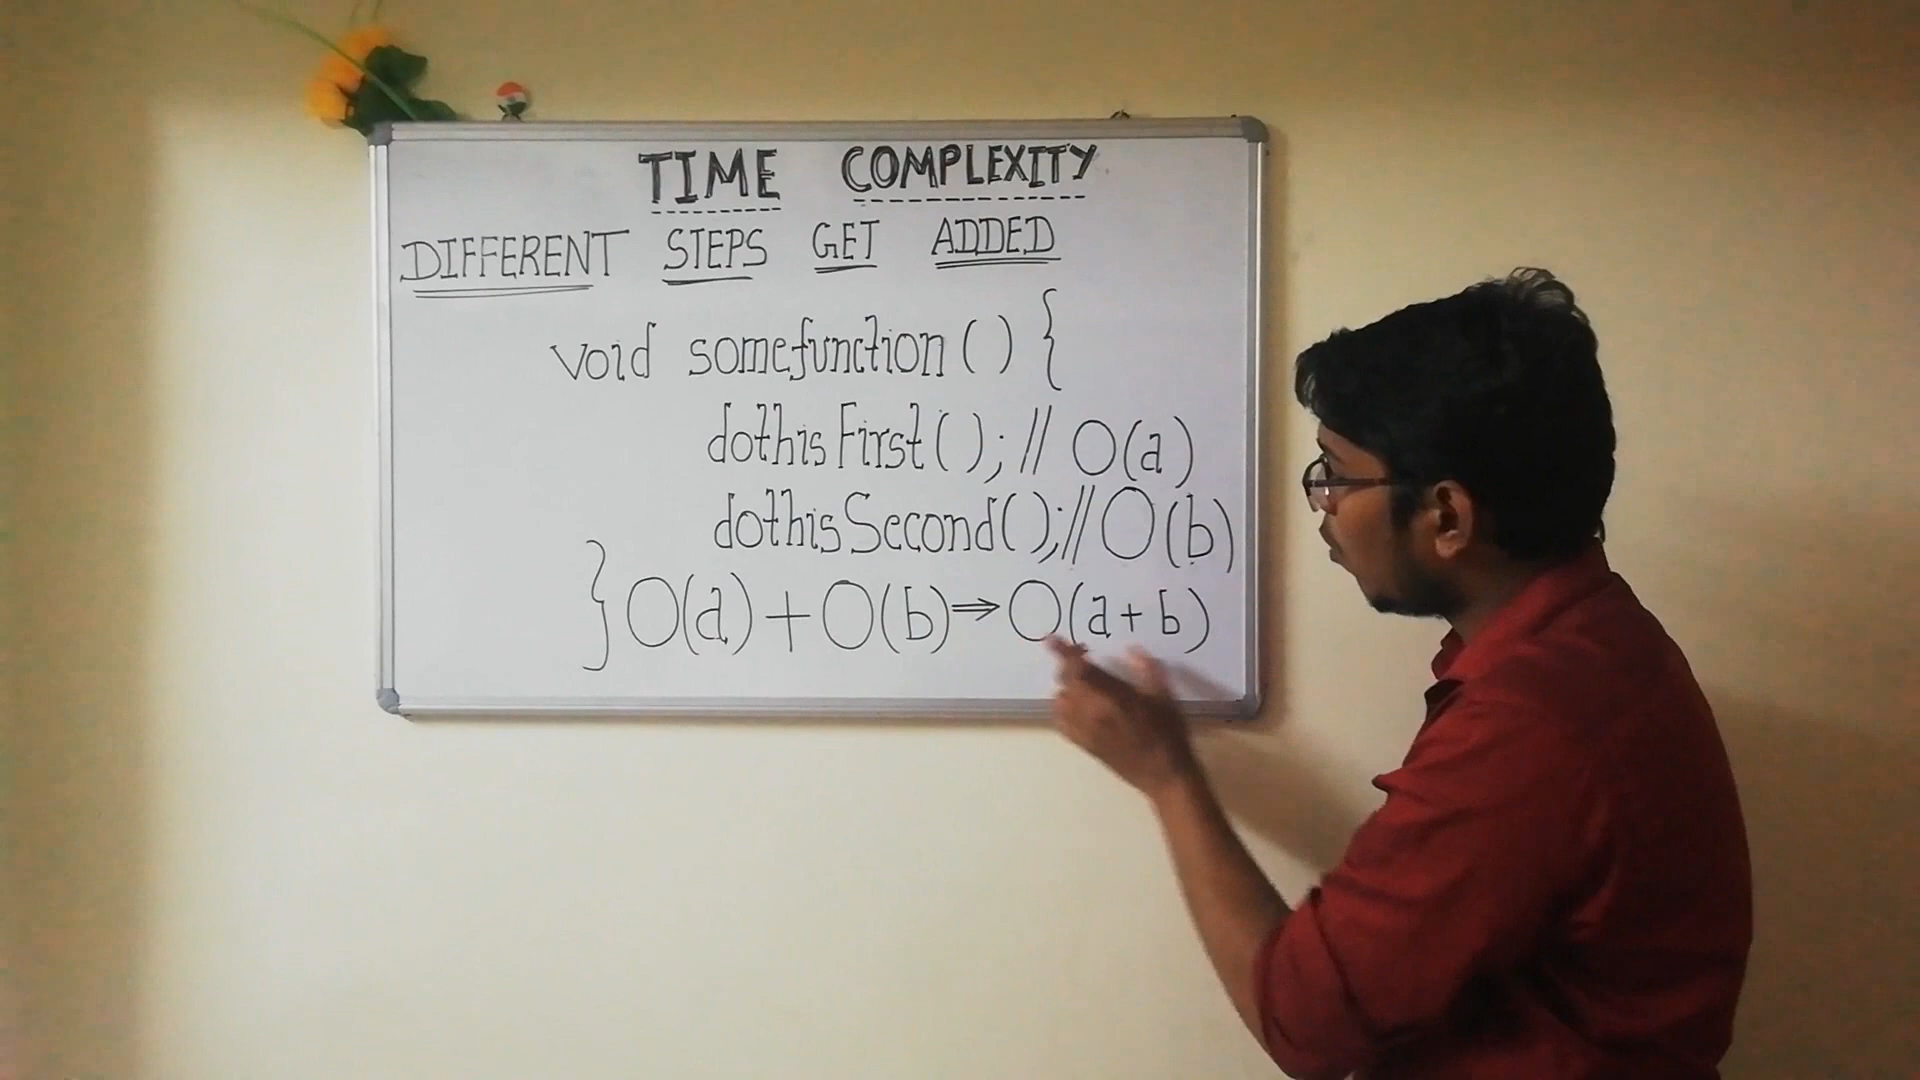 TIME COMPLEXITY
DIFFERENT STEPS GET ADDED
void somefunction() {
dothisFirst(); // O(a)
dothisSecond(); // O(b)
} O(a) + O(b) ⇒ O(a + b)